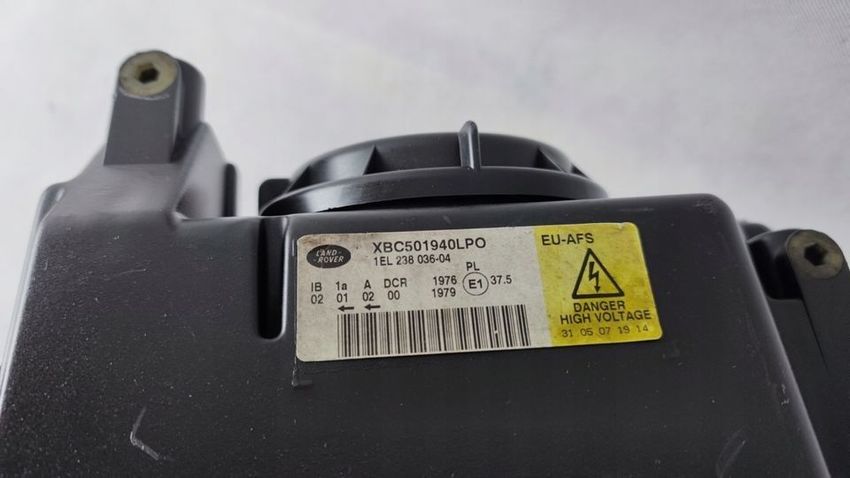 LAND-
ROVER
XBC501940LPO
1EL 238 036-04
IB 1a A DCR 1976 PL
02 01 02 00 1979 E1 37.5
← ←
EU-AFS
DANGER
HIGH VOLTAGE
31 05 07 19 14